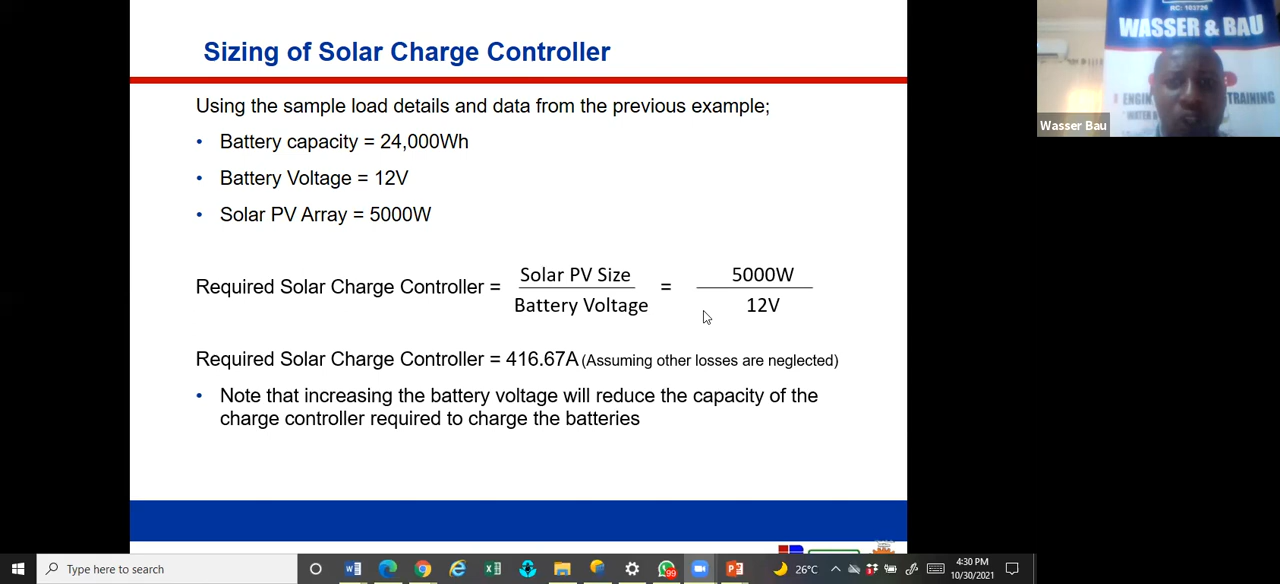 Sizing of Solar Charge Controller
Using the sample load details and data from the previous example;
• Battery capacity = 24,000Wh
• Battery Voltage = 12V
• Solar PV Array = 5000W
Required Solar Charge Controller = Solar PV Size / Battery Voltage = 5000W / 12V
Required Solar Charge Controller = 416.67A (Assuming other losses are neglected)
• Note that increasing the battery voltage will reduce the capacity of the
charge controller required to charge the batteries
RC: 103726
WASSER & BAU
TRAINING
Wasser Bau
Type here to search
99
26°C
4:30 PM
10/30/2021